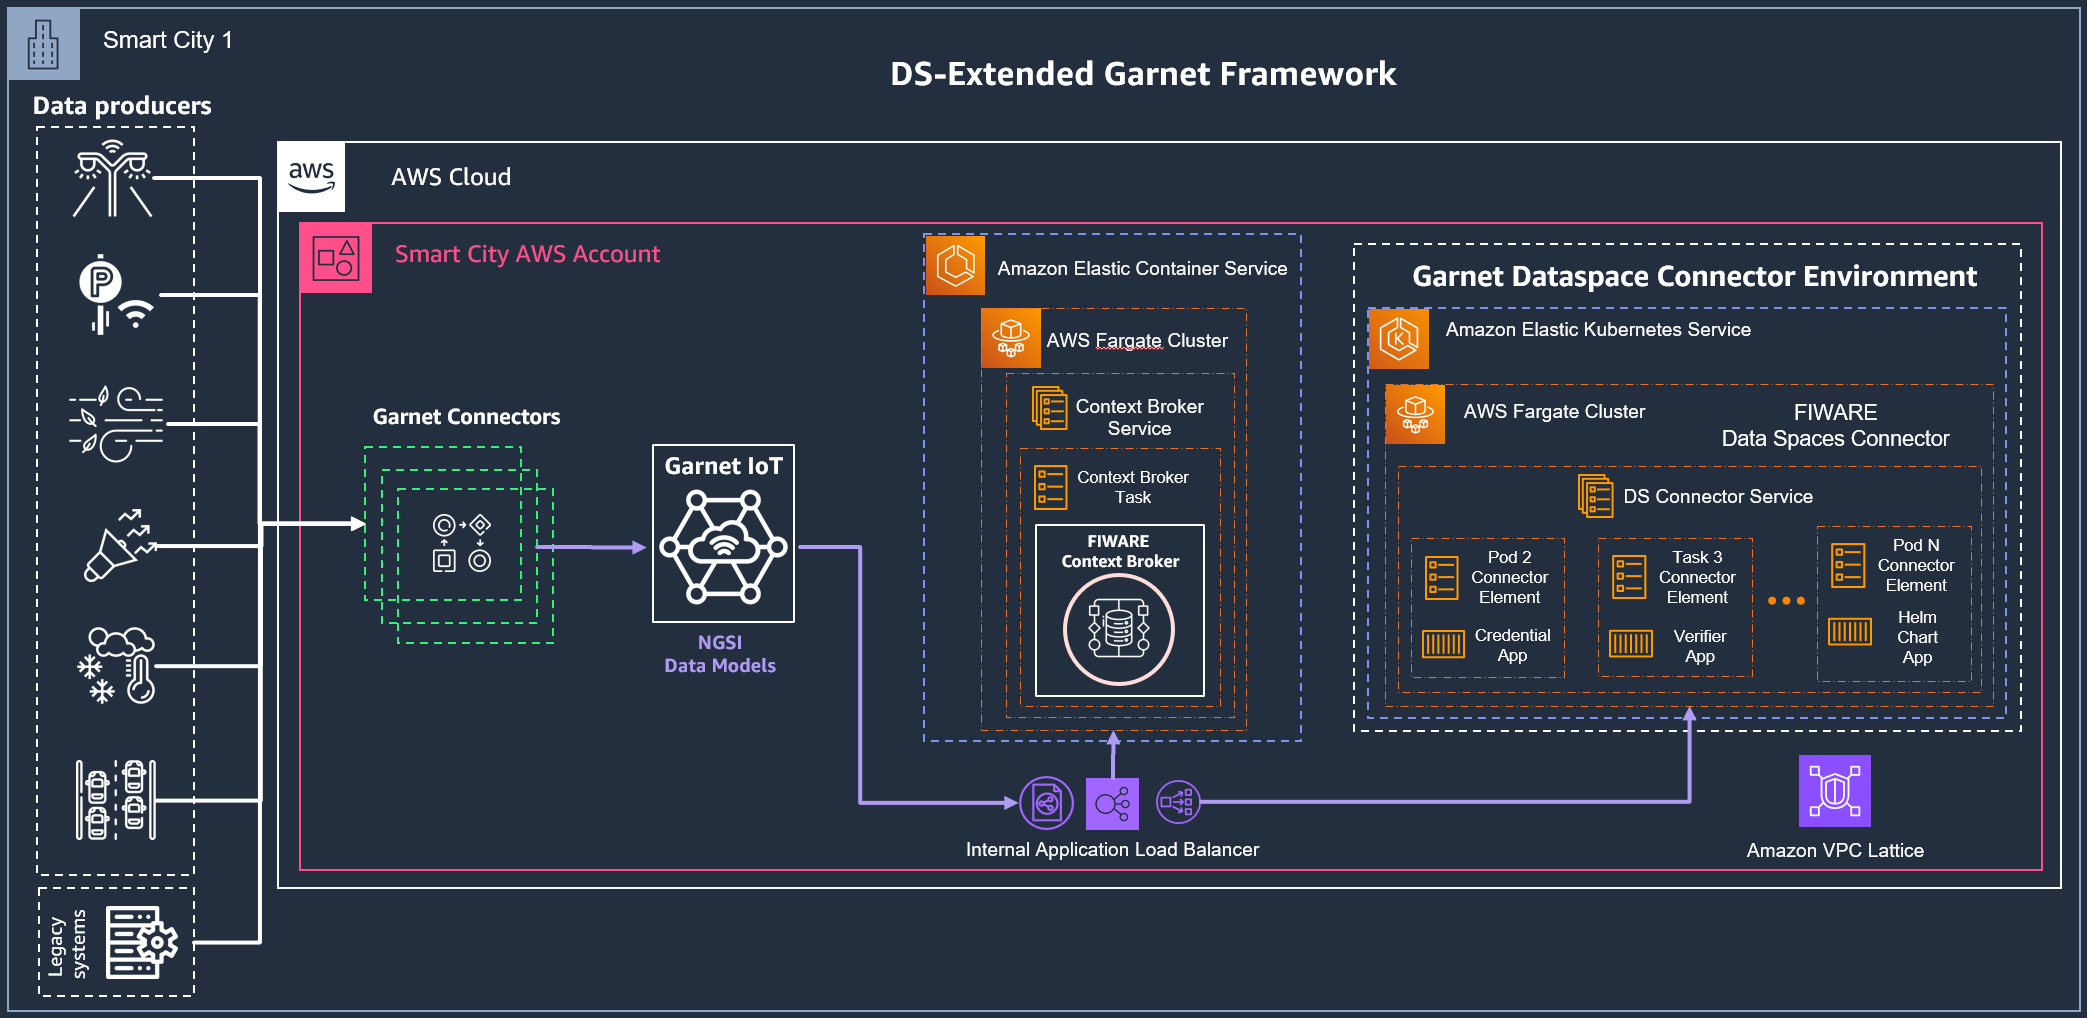 Smart City 1
DS-Extended Garnet Framework
Data producers
aws
AWS Cloud
Smart City AWS Account
Amazon Elastic Container Service
Garnet Dataspace Connector Environment
Amazon Elastic Kubernetes Service
AWS Fargate Cluster
AWS Fargate Cluster
FIWARE
Data Spaces Connector
Garnet Connectors
Context Broker
Service
Garnet IoT
Context Broker
Task
DS Connector Service
FIWARE
Context Broker
Pod 2
Connector
Element
Task 3
Connector
Element
Pod N
Connector
Element
Credential
App
Verifier
App
Helm
Chart
App
NGSI
Data Models
Internal Application Load Balancer
Amazon VPC Lattice
Legacy
systems